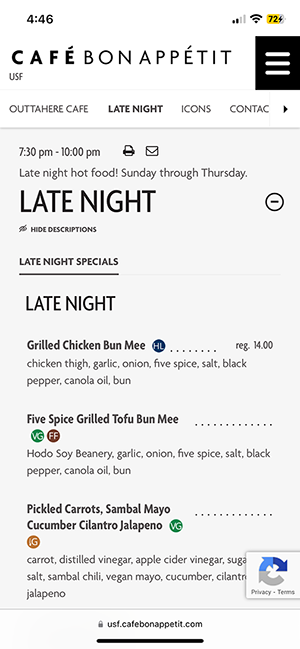 4:46
72
CAFÉ BON APPÉTIT
USF
OUTTAHERE CAFE LATE NIGHT ICONS CONTAC
7:30 pm - 10:00 pm
Late night hot food! Sunday through Thursday.
LATE NIGHT
HIDE DESCRIPTIONS
LATE NIGHT SPECIALS
LATE NIGHT
Grilled Chicken Bun Mee HL ........ reg. 14.00
chicken thigh, garlic, onion, five spice, salt, black
pepper, canola oil, bun
Five Spice Grilled Tofu Bun Mee .............
VG FF
Hodo Soy Beanery, garlic, onion, five spice, salt, black
pepper, canola oil, bun
Pickled Carrots, Sambal Mayo .............
Cucumber Cilantro Jalapeno VG
carrot, distilled vinegar, apple cider vinegar, suga
salt, sambal chili, vegan mayo, cucumber, cilantr
jalapeno
Privacy - Terms
usf.cafebonappetit.com